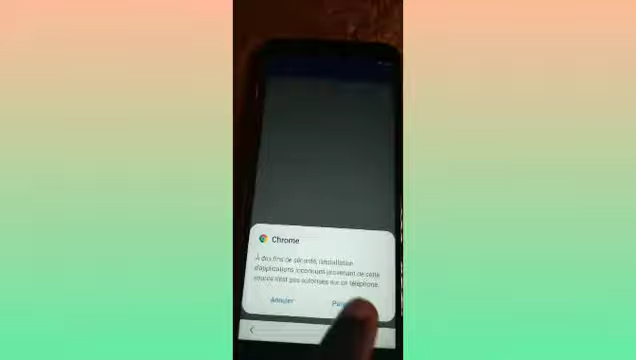 Chrome
À des fins de sécurité, l'installation
d'applications inconnues provenant de cette
source n'est pas autorisée sur ce téléphone.
Annuler